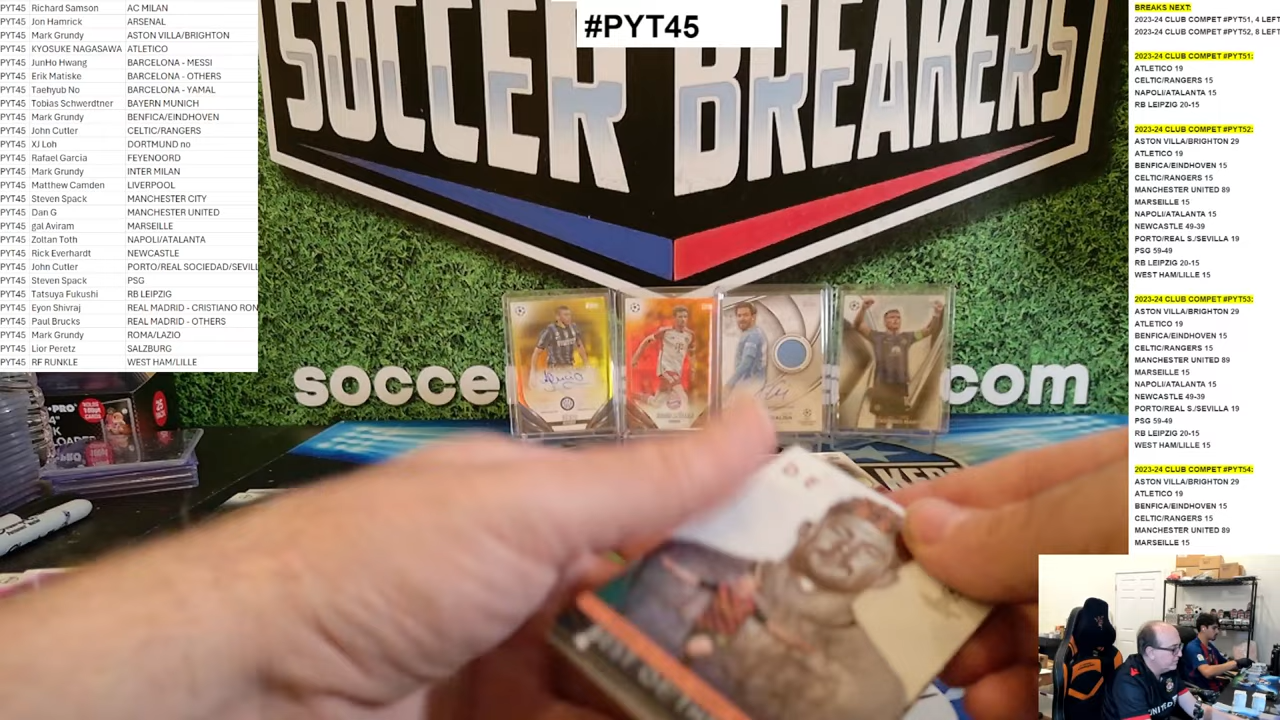 #PYT45
PYT45 Richard Samson AC MILAN
PYT45 Jon Hamrick ARSENAL
PYT45 Mark Grundy ASTON VILLA/BRIGHTON
PYT45 KYOSUKE NAGASAWA ATLETICO
PYT45 JunHo Hwang BARCELONA - MESSI
PYT45 Erik Matiske BARCELONA - OTHERS
PYT45 Taehyub No BARCELONA - YAMAL
PYT45 Tobias Schwerdtner BAYERN MUNICH
PYT45 Mark Grundy BENFICA/EINDHOVEN
PYT45 John Cutler CELTIC/RANGERS
PYT45 XJ Loh DORTMUND no
PYT45 Rafael Garcia FEYENOORD
PYT45 Mark Grundy INTER MILAN
PYT45 Matthew Camden LIVERPOOL
PYT45 Steven Spack MANCHESTER CITY
PYT45 Dan G MANCHESTER UNITED
PYT45 gal Aviram MARSEILLE
PYT45 Zoltan Toth NAPOLI/ATALANTA
PYT45 Rick Everhardt NEWCASTLE
PYT45 John Cutler PORTO/REAL SOCIEDAD/SEVILL
PYT45 Steven Spack PSG
PYT45 Tatsuya Fukushi RB LEIPZIG
PYT45 Eyon Shivraj REAL MADRID - CRISTIANO RON
PYT45 Paul Brucks REAL MADRID - OTHERS
PYT45 Mark Grundy ROMA/LAZIO
PYT45 Lior Peretz SALZBURG
PYT45 RF RUNKLE WEST HAM/LILLE
SOCCER BREAKERS
socce
com
BREAKS NEXT:
2023-24 CLUB COMPET #PYT51, 4 LEFT
2023-24 CLUB COMPET #PYT52, 8 LEFT
2023-24 CLUB COMPET #PYT51:
ATLETICO 19
CELTIC/RANGERS 15
NAPOLI/ATALANTA 15
RB LEIPZIG 20-15
2023-24 CLUB COMPET #PYT52:
ASTON VILLA/BRIGHTON 29
ATLETICO 19
BENFICA/EINDHOVEN 15
CELTIC/RANGERS 15
MANCHESTER UNITED 89
MARSEILLE 15
NAPOLI/ATALANTA 15
NEWCASTLE 49-39
PORTO/REAL S./SEVILLA 19
PSG 59-49
RB LEIPZIG 20-15
WEST HAM/LILLE 15
2023-24 CLUB COMPET #PYT53:
ASTON VILLA/BRIGHTON 29
ATLETICO 19
BENFICA/EINDHOVEN 15
CELTIC/RANGERS 15
MANCHESTER UNITED 89
MARSEILLE 15
NAPOLI/ATALANTA 15
NEWCASTLE 49-39
PORTO/REAL S./SEVILLA 19
PSG 59-49
RB LEIPZIG 20-15
WEST HAM/LILLE 15
2023-24 CLUB COMPET #PYT54:
ASTON VILLA/BRIGHTON 29
ATLETICO 19
BENFICA/EINDHOVEN 15
CELTIC/RANGERS 15
MANCHESTER UNITED 89
MARSEILLE 15